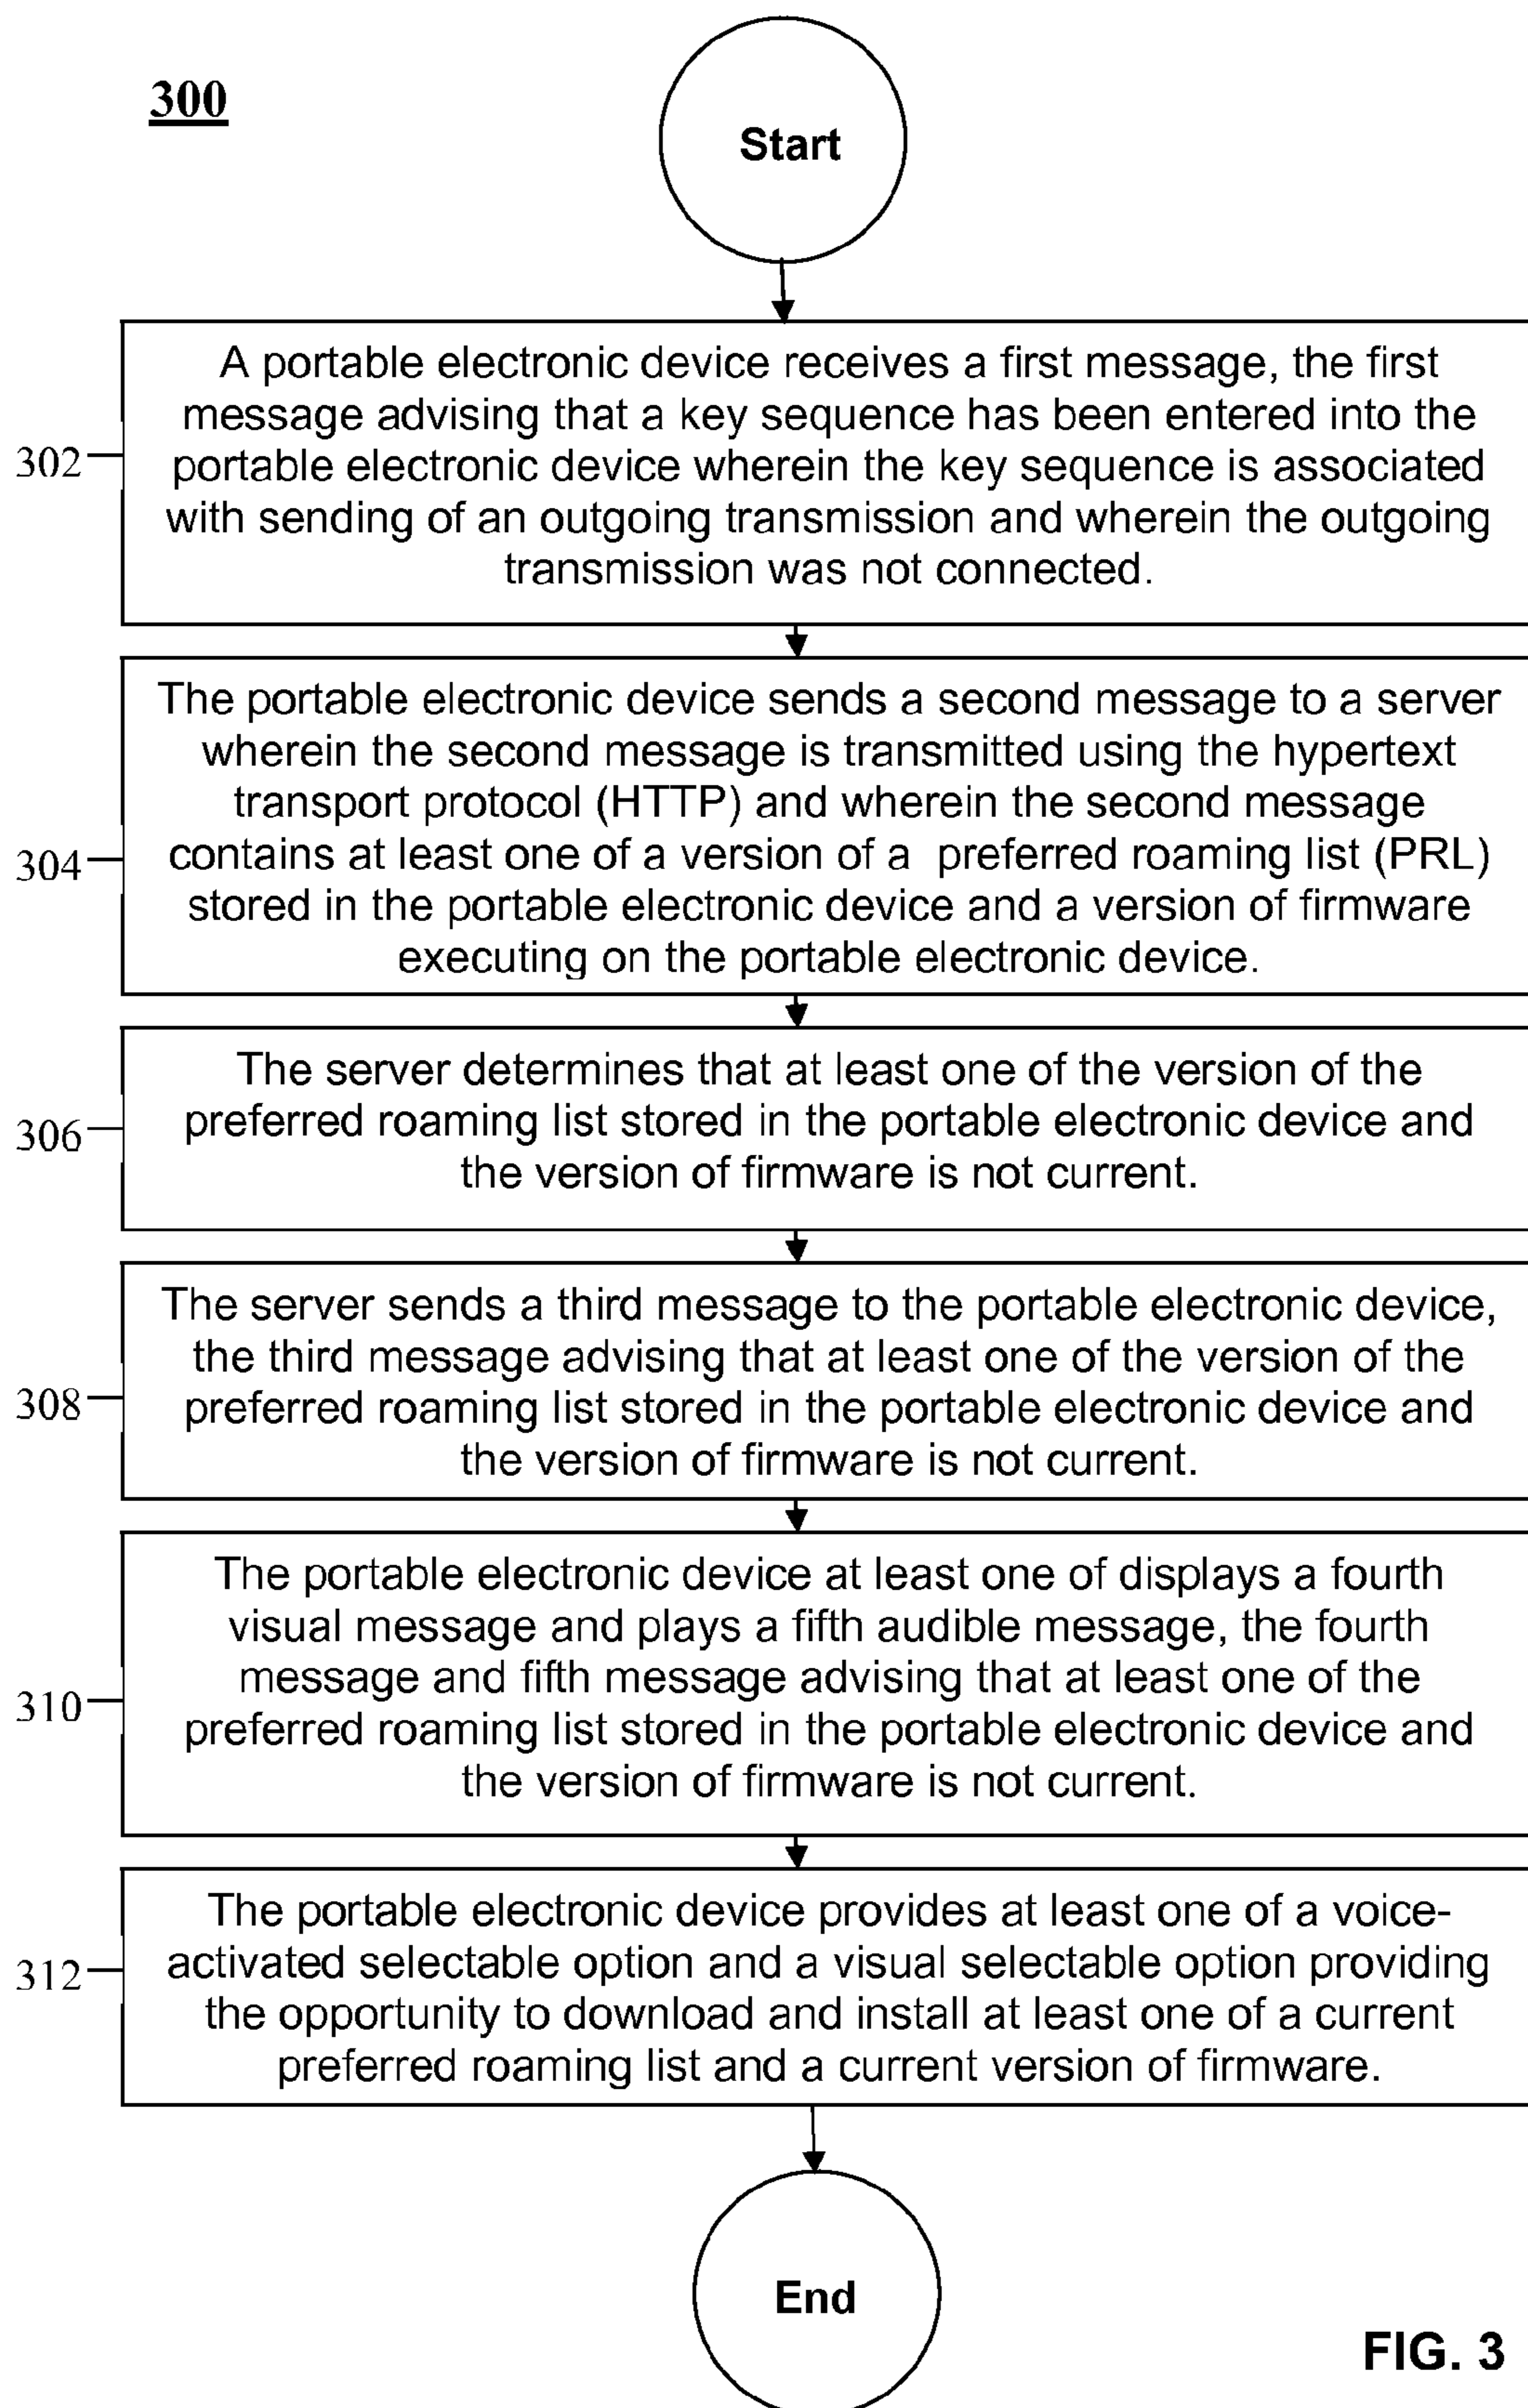 300
Start
302
A portable electronic device receives a first message, the first
message advising that a key sequence has been entered into the
portable electronic device wherein the key sequence is associated
with sending of an outgoing transmission and wherein the outgoing
transmission was not connected.
304
The portable electronic device sends a second message to a server
wherein the second message is transmitted using the hypertext
transport protocol (HTTP) and wherein the second message
contains at least one of a version of a preferred roaming list (PRL)
stored in the portable electronic device and a version of firmware
executing on the portable electronic device.
306
The server determines that at least one of the version of the
preferred roaming list stored in the portable electronic device and
the version of firmware is not current.
308
The server sends a third message to the portable electronic device,
the third message advising that at least one of the version of the
preferred roaming list stored in the portable electronic device and
the version of firmware is not current.
310
The portable electronic device at least one of displays a fourth
visual message and plays a fifth audible message, the fourth
message and fifth message advising that at least one of the
preferred roaming list stored in the portable electronic device and
the version of firmware is not current.
312
The portable electronic device provides at least one of a voice-
activated selectable option and a visual selectable option providing
the opportunity to download and install at least one of a current
preferred roaming list and a current version of firmware.
End
FIG. 3